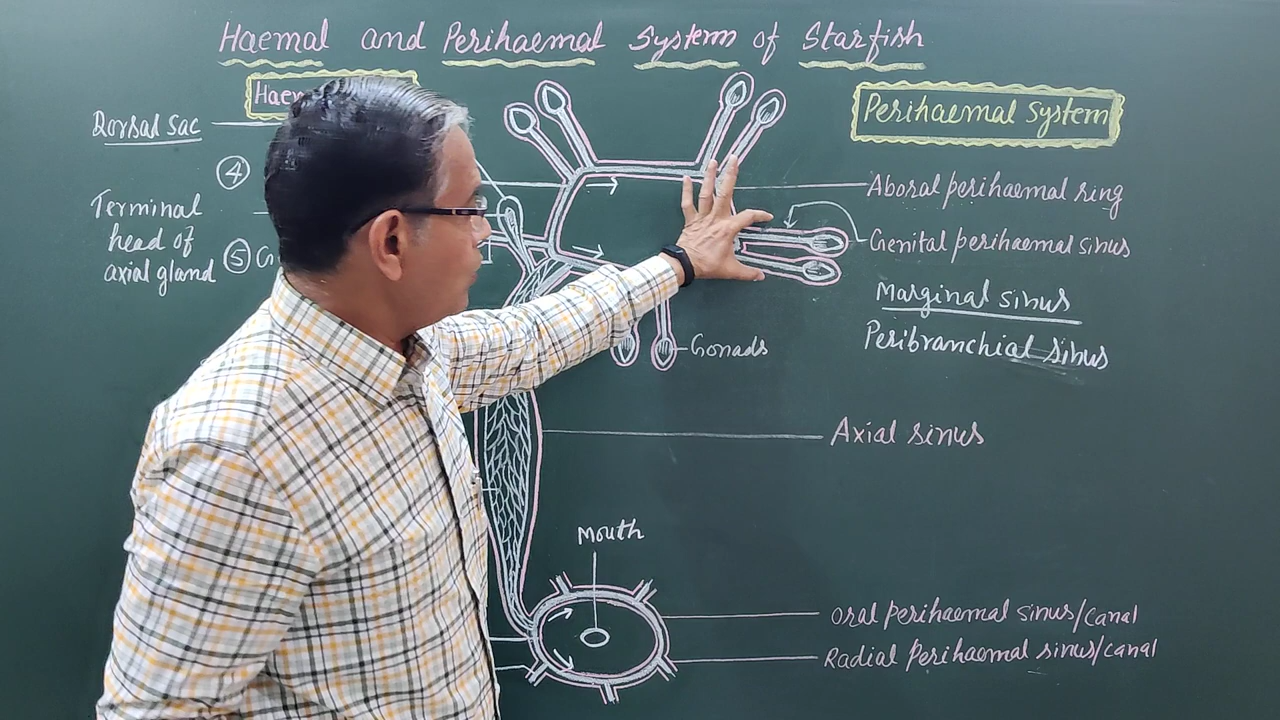 Haemal and Perihaemal System of Starfish
Perihaemal System
Dorsal Sac
4
Terminal
head of
axial gland
5
Aboral perihaemal ring
Genital perihaemal sinus
Marginal sinus
Peribranchial sinus
Gonads
Axial sinus
Mouth
Oral perihaemal sinus/canal
Radial perihaemal sinus/canal